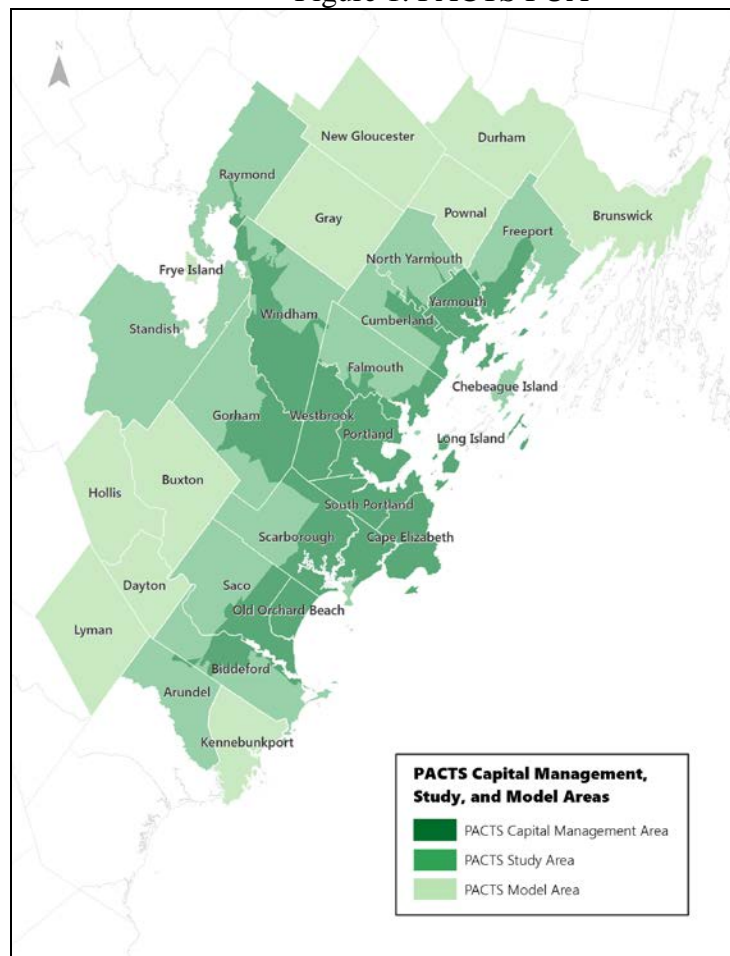 N
New Gloucester
Durham
Raymond
Gray
Pownal
Brunswick
Freeport
North Yarmouth
Frye Island
Yarmouth
Windham
Cumberland
Standish
Falmouth
Chebeague Island
Gorham
Westbrook
Portland
Long Island
Buxton
Hollis
South Portland
Scarborough
Cape Elizabeth
Dayton
Saco
Old Orchard Beach
Lyman
Biddeford
Arundel
Kennebunkport
PACTS Capital Management,
Study, and Model Areas
PACTS Capital Management Area
PACTS Study Area
PACTS Model Area